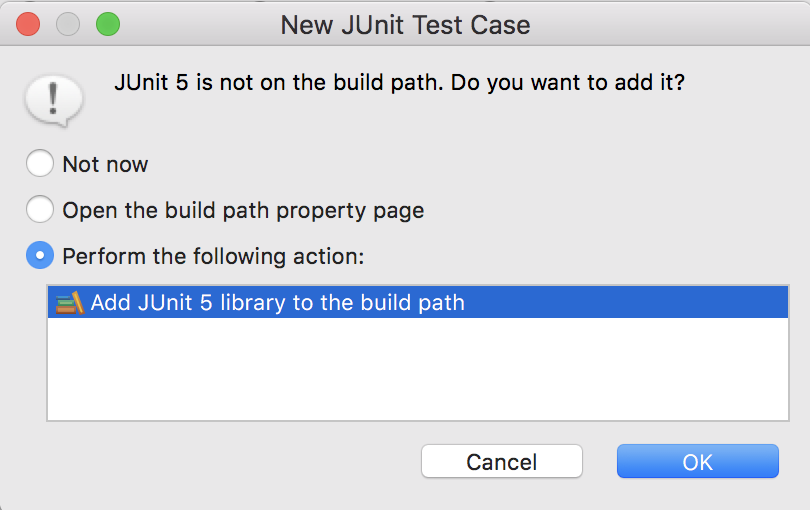 New JUnit Test Case
JUnit 5 is not on the build path. Do you want to add it?
Not now
Open the build path property page
Perform the following action:
Add JUnit 5 library to the build path
Cancel
OK